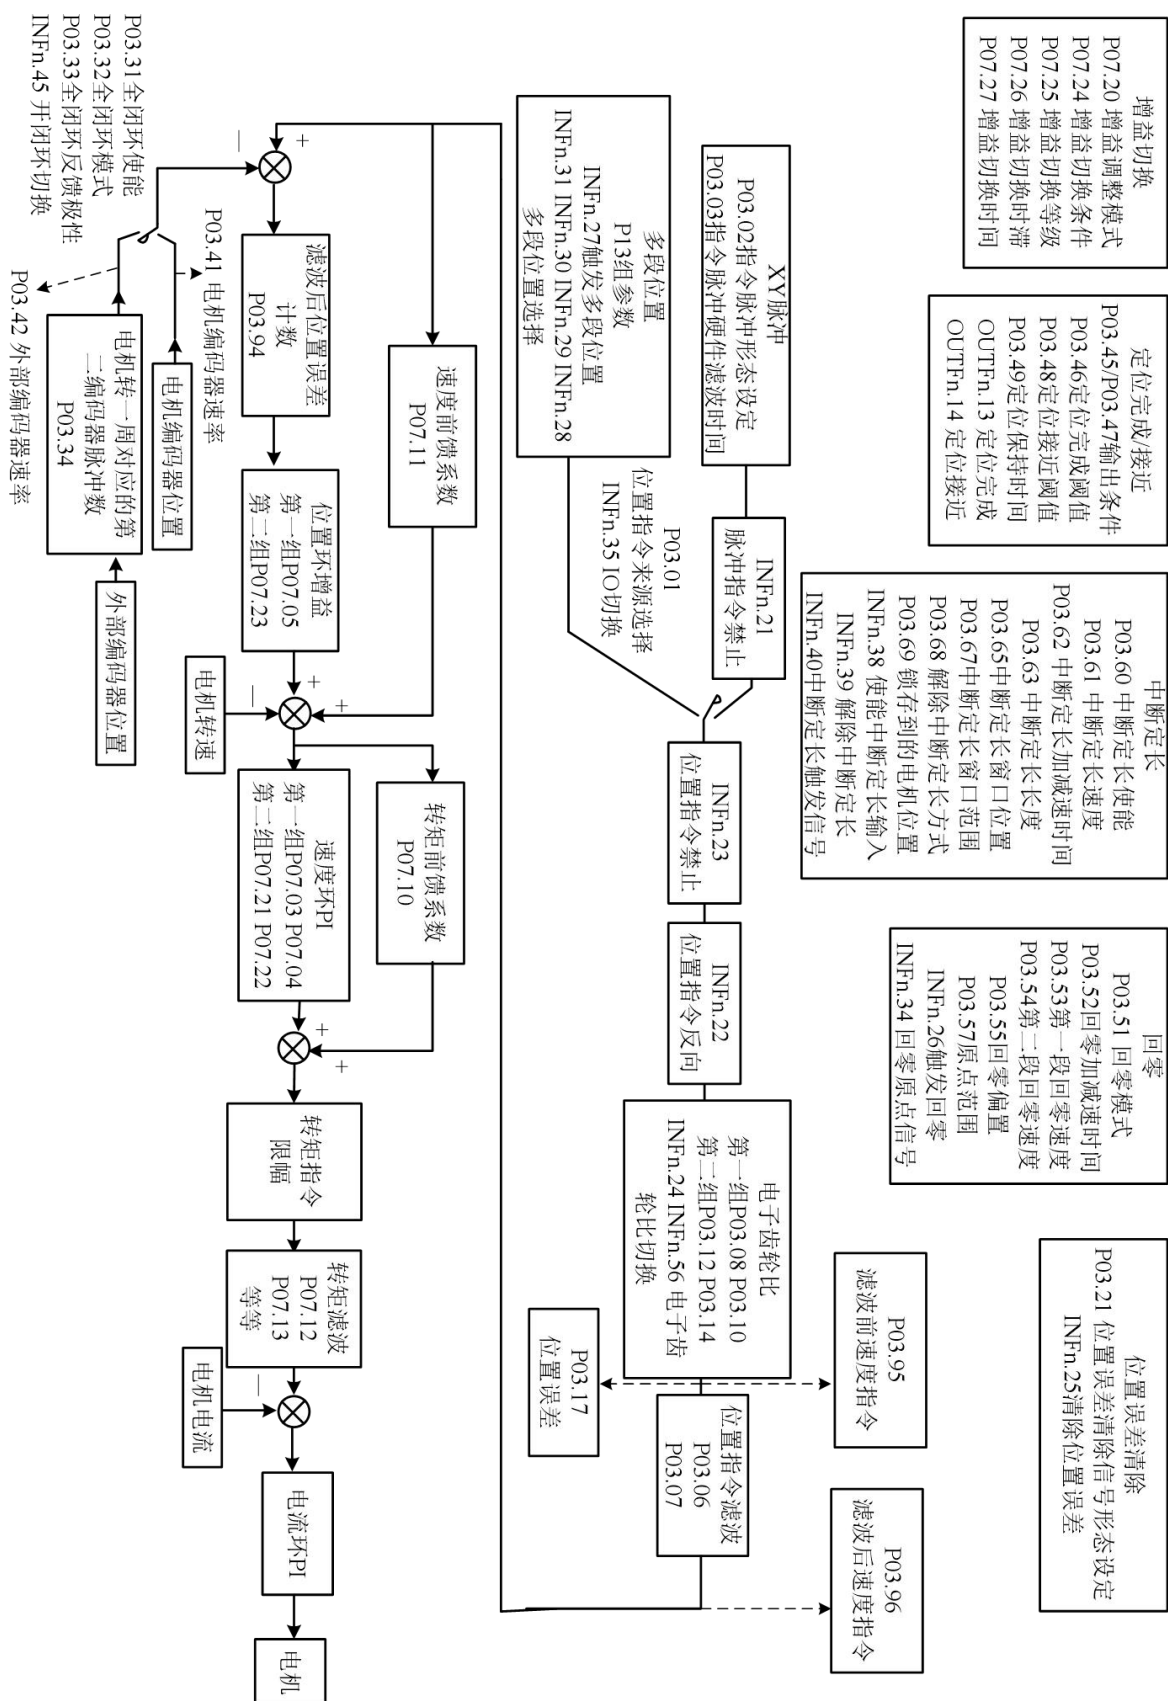 增益切换
P07.20 增益调整模式
P07.24 增益切换条件
P07.25 增益切换等级
P07.26 增益切换时滞
P07.27 增益切换时间
定位完成/接近
P03.45/P03.47输出条件
P03.46定位完成阈值
P03.48定位接近阈值
P03.49定位保持时间
OUTFn.13 定位完成
OUTFn.14 定位接近
中断定长
P03.60 中断定长使能
P03.61 中断定长速度
P03.62 中断定长加减速时间
P03.63 中断定长长度
P03.65中断定长窗口位置
P03.67中断定长窗口范围
P03.68 解除中断定长方式
P03.69 锁存到的电机位置
INFn.38 使能中断定长输入
INFn.39 解除中断定长
INFn.40中断定长触发信号
回零
P03.51 回零模式
P03.52回零加减速时间
P03.53第一段回零速度
P03.54第二段回零速度
P03.55回零偏置
P03.57原点范围
INFn.26触发回零
INFn.34 回零原点信号
位置误差清除
P03.21 位置误差清除信号形态设定
INFn.25清除位置误差
XY脉冲
P03.02指令脉冲形态设定
P03.03指令脉冲硬件滤波时间
INFn.21
脉冲指令禁止
多段位置
P13组参数
INFn.27触发多段位置
INFn.31 INFn.30 INFn.29 INFn.28
多段位置选择
P03.01
位置指令来源选择
INFn.35 IO切换
INFn.23
位置指令禁止
INFn.22
位置指令反向
电子齿轮比
第一组P03.08 P03.10
第二组P03.12 P03.14
INFn.24 INFn.56 电子齿
轮比切换
P03.95
滤波前速度指令
P03.17
位置误差
位置指令滤波
P03.06
P03.07
P03.96
滤波后速度指令
速度前馈系数
P07.11
转矩前馈系数
P07.10
+
—
滤波后位置误差
计数
P03.94
位置环增益
第一组P07.05
第二组P07.23
+
+
—
电机转速
速度环PI
第一组P07.03 P07.04
第二组P07.21 P07.22
+
+
转矩指令
限幅
转矩滤波
P07.12
P07.13
等等
—
电机电流
电流环PI
电机
P03.31全闭环使能
P03.32全闭环模式
P03.33全闭环反馈极性
INFn.45 开闭环切换
P03.41 电机编码器速率
电机编码器位置
电机转一周对应的第
二编码器脉冲数
P03.34
外部编码器位置
P03.42 外部编码器速率